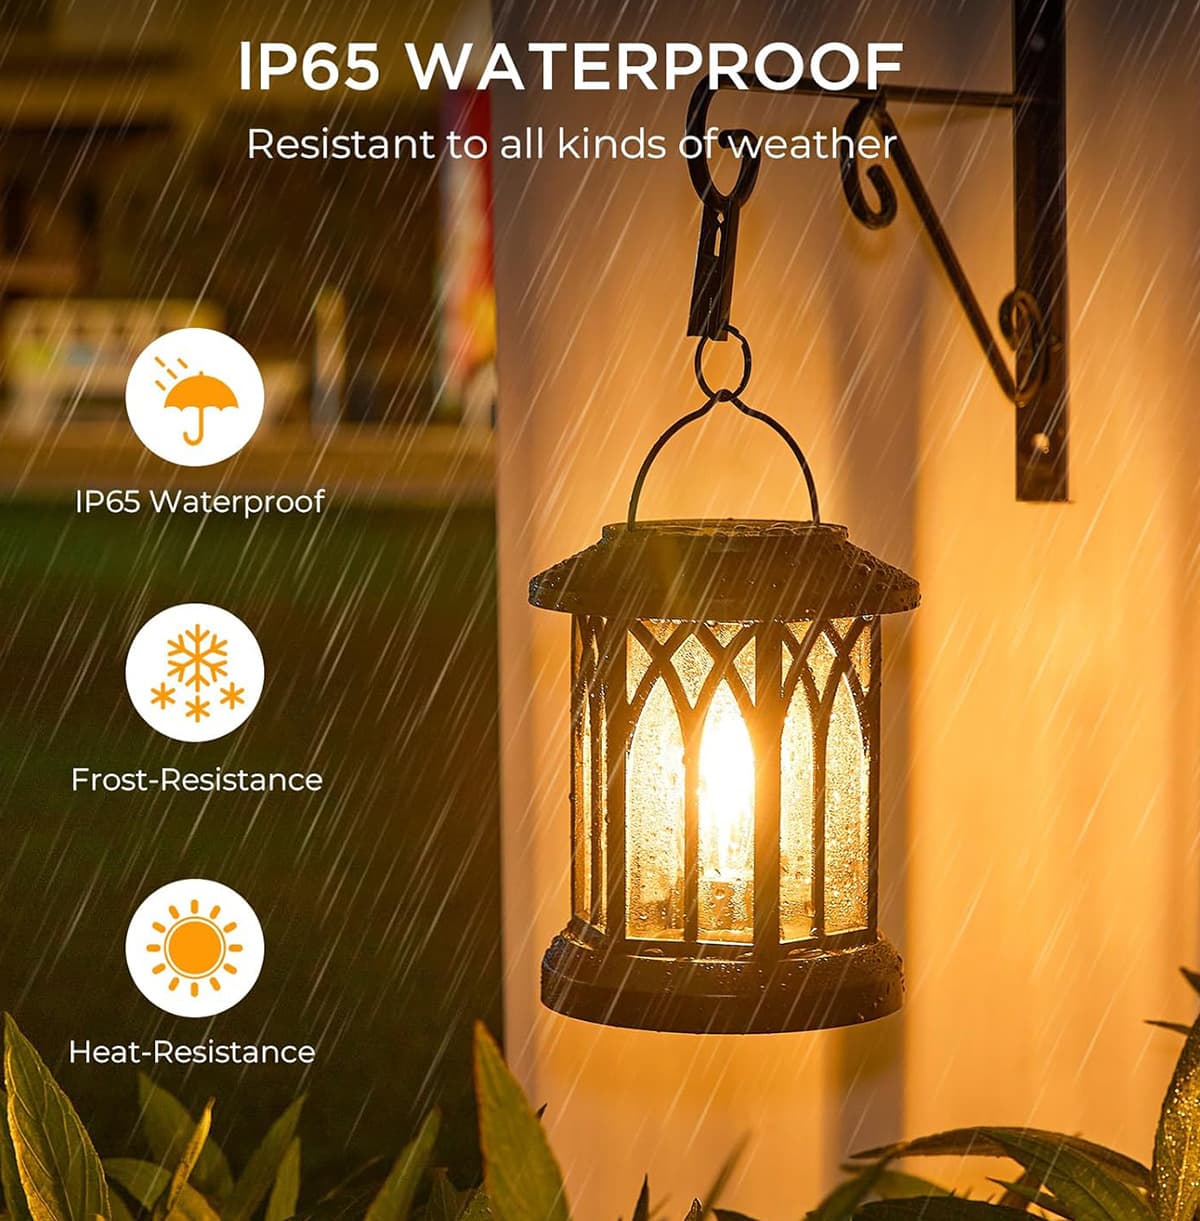 IP65 WATERPROOF
Resistant to all kinds of weather
IP65 Waterproof
Frost-Resistance
Heat-Resistance